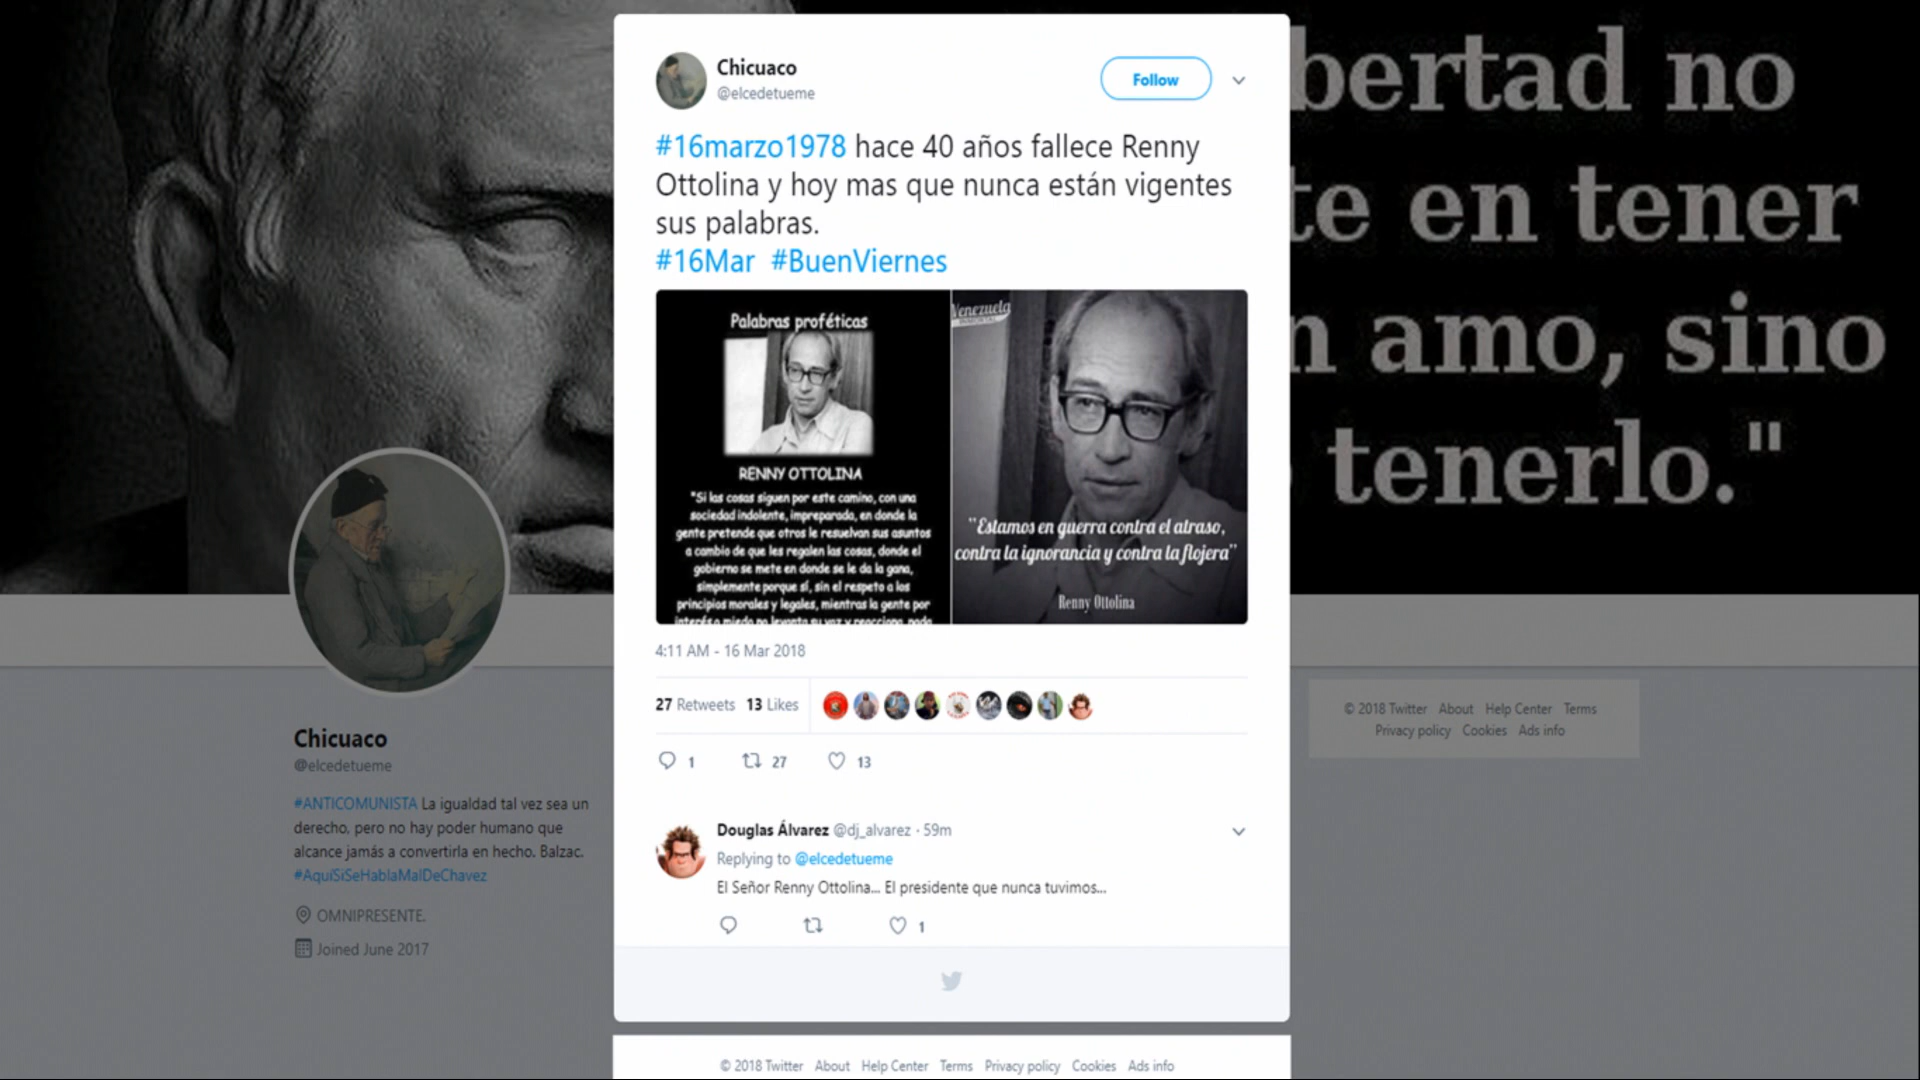 Chicuaco
@elcedetueme
Follow
#16marzo1978 hace 40 años fallece Renny
Ottolina y hoy mas que nunca están vigentes
sus palabras.
#16Mar #BuenViernes
Palabras proféticas
RENNY OTTOLINA
"Si las cosas siguen por este camino, con una
sociedad indolente, impreparada, en donde la
gente pretende que otros le resuelvan sus asuntos
a cambio de que les regalen las cosas, donde el
gobierno se mete en donde se le da la gana,
simplemente porque sí, sin el respeto a los
principios morales y legales, mientras la gente por
interés o miedo no levanta su voz y reacciona, nada
Venezuela
"Estamos en guerra contra el atraso,
contra la ignorancia y contra la flojera"
Renny Ottolina
4:11 AM - 16 Mar 2018
27 Retweets 13 Likes
1 27 13
Douglas Álvarez @dj_alvarez · 59m
Replying to @elcedetueme
El Señor Renny Ottolina... El presidente que nunca tuvimos...
1
© 2018 Twitter About Help Center Terms Privacy policy Cookies Ads info
bertad no
te en tener
n amo, sino
tenerlo."
Chicuaco
@elcedetueme
#ANTICOMUNISTA La igualdad tal vez sea un
derecho, pero no hay poder humano que
alcance jamás a convertirla en hecho. Balzac.
#AquiSiSeHablaMalDeChavez
OMNIPRESENTE.
Joined June 2017
© 2018 Twitter About Help Center Terms
Privacy policy Cookies Ads info